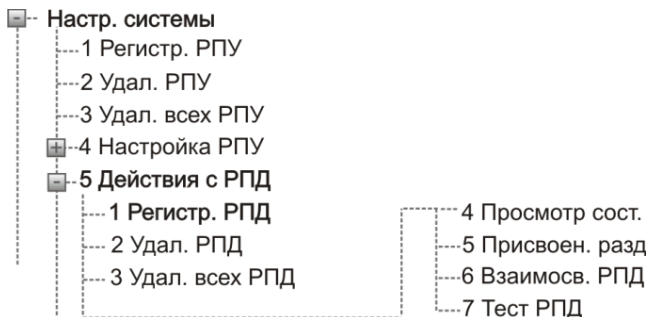 Настр. системы
1 Регистр. РПУ
2 Удал. РПУ
3 Удал. всех РПУ
4 Настройка РПУ
5 Действия с РПД
1 Регистр. РПД
2 Удал. РПД
3 Удал. всех РПД
4 Просмотр сост.
5 Присвоен. разд
6 Взаимосв. РПД
7 Тест РПД